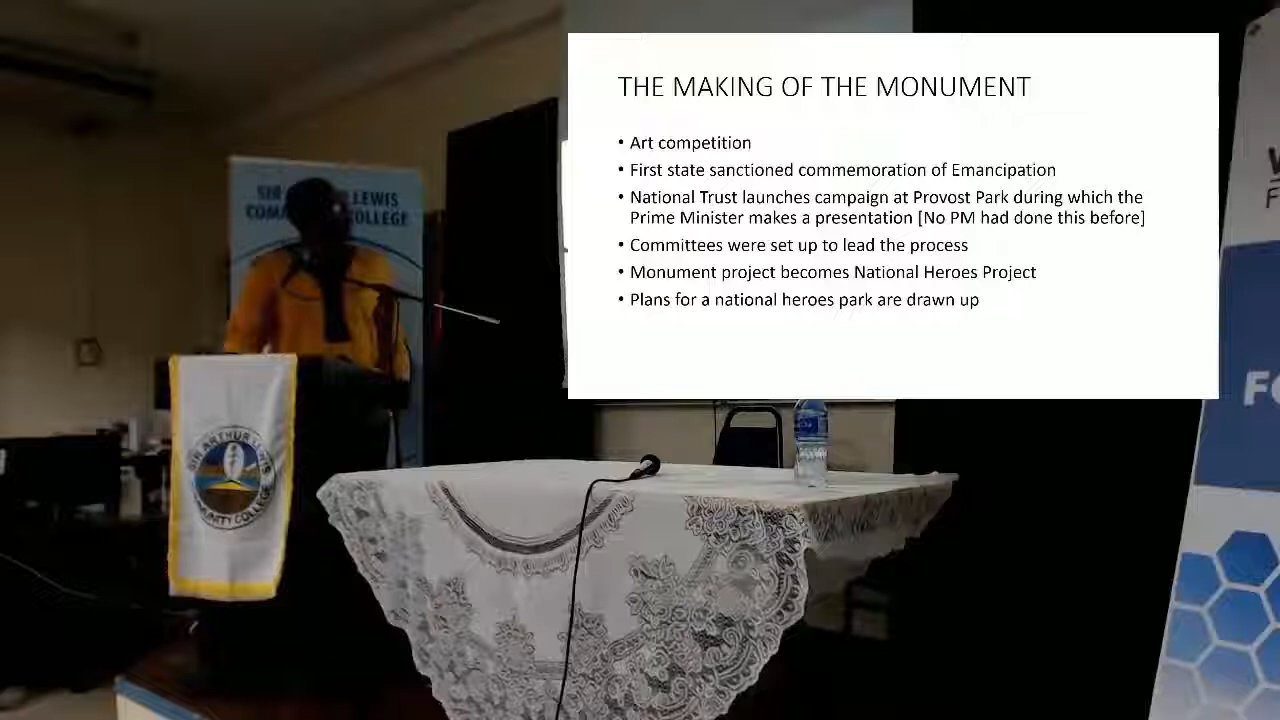 THE MAKING OF THE MONUMENT
• Art competition
• First state sanctioned commemoration of Emancipation
• National Trust launches campaign at Provost Park during which the
Prime Minister makes a presentation [No PM had done this before]
• Committees were set up to lead the process
• Monument project becomes National Heroes Project
• Plans for a national heroes park are drawn up
SIR LEWIS
COLLEGE
SIR ARTHUR LEWIS
COLLEGE